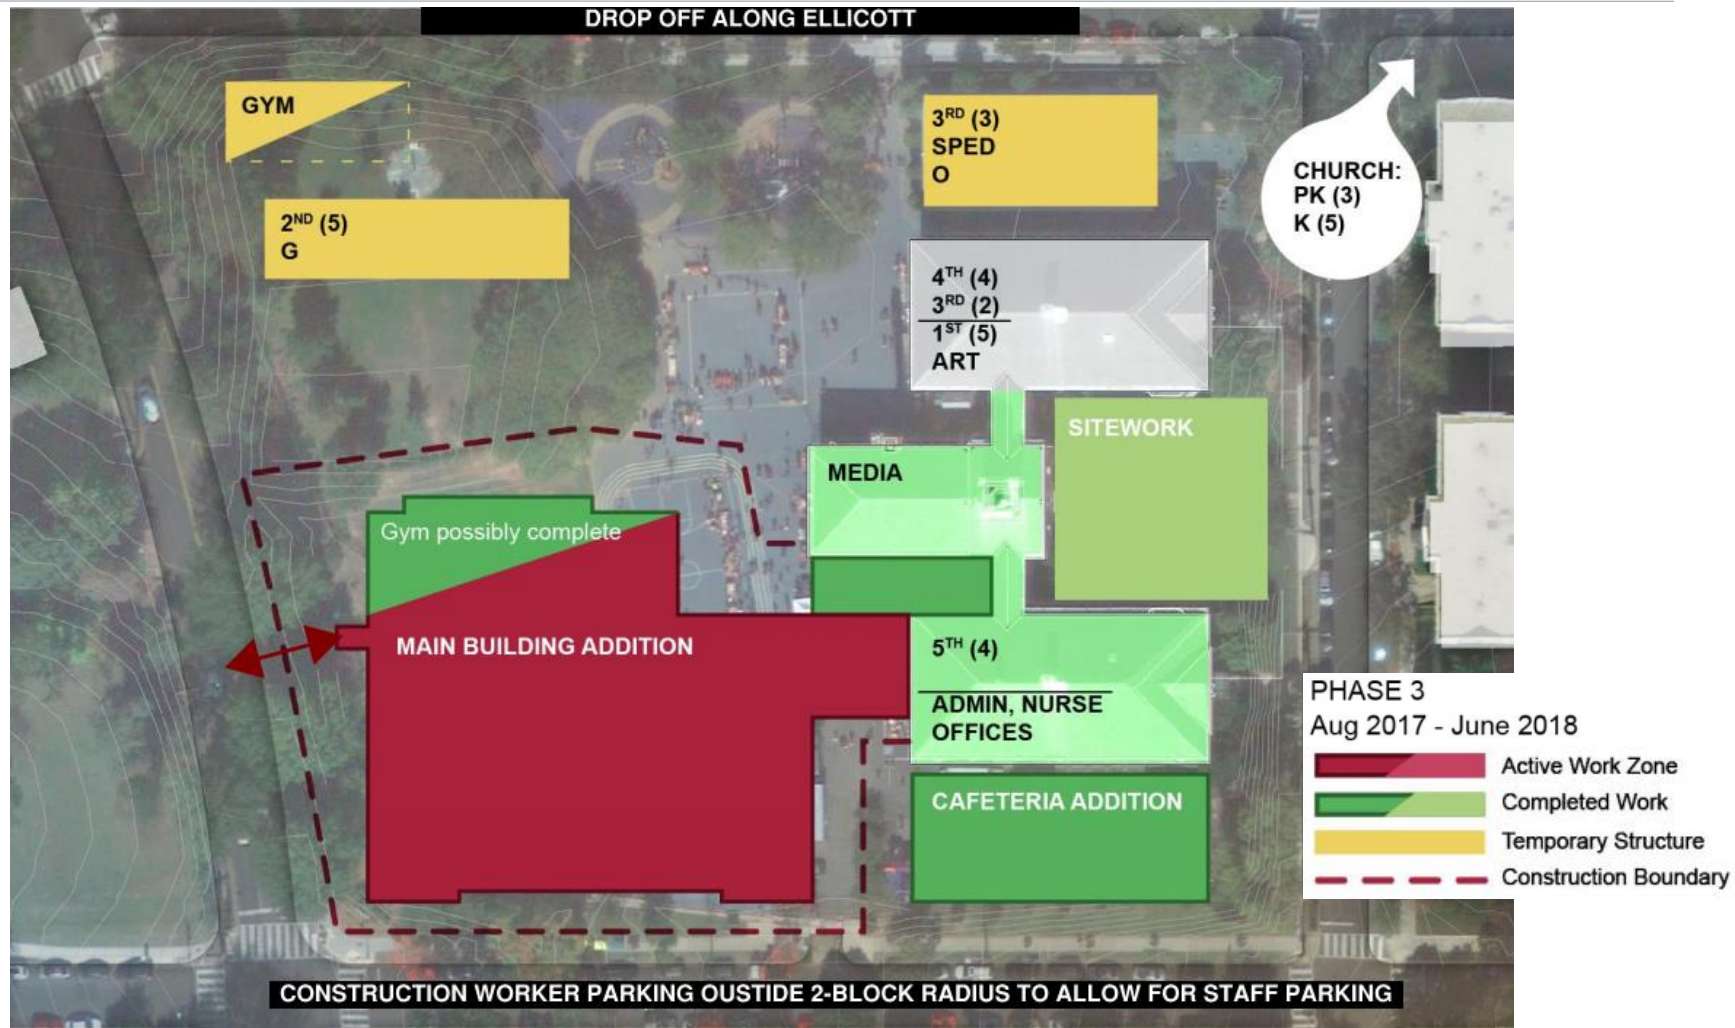 DROP OFF ALONG ELLICOTT
GYM
2ND (5)
G
3RD (3)
SPED
O
CHURCH:
PK (3)
K (5)
4TH (4)
3RD (2)
1ST (5)
ART
SITEWORK
MEDIA
Gym possibly complete
MAIN BUILDING ADDITION
5TH (4)
ADMIN, NURSE
OFFICES
CAFETERIA ADDITION
PHASE 3
Aug 2017 - June 2018
Active Work Zone
Completed Work
Temporary Structure
Construction Boundary
CONSTRUCTION WORKER PARKING OUSTIDE 2-BLOCK RADIUS TO ALLOW FOR STAFF PARKING